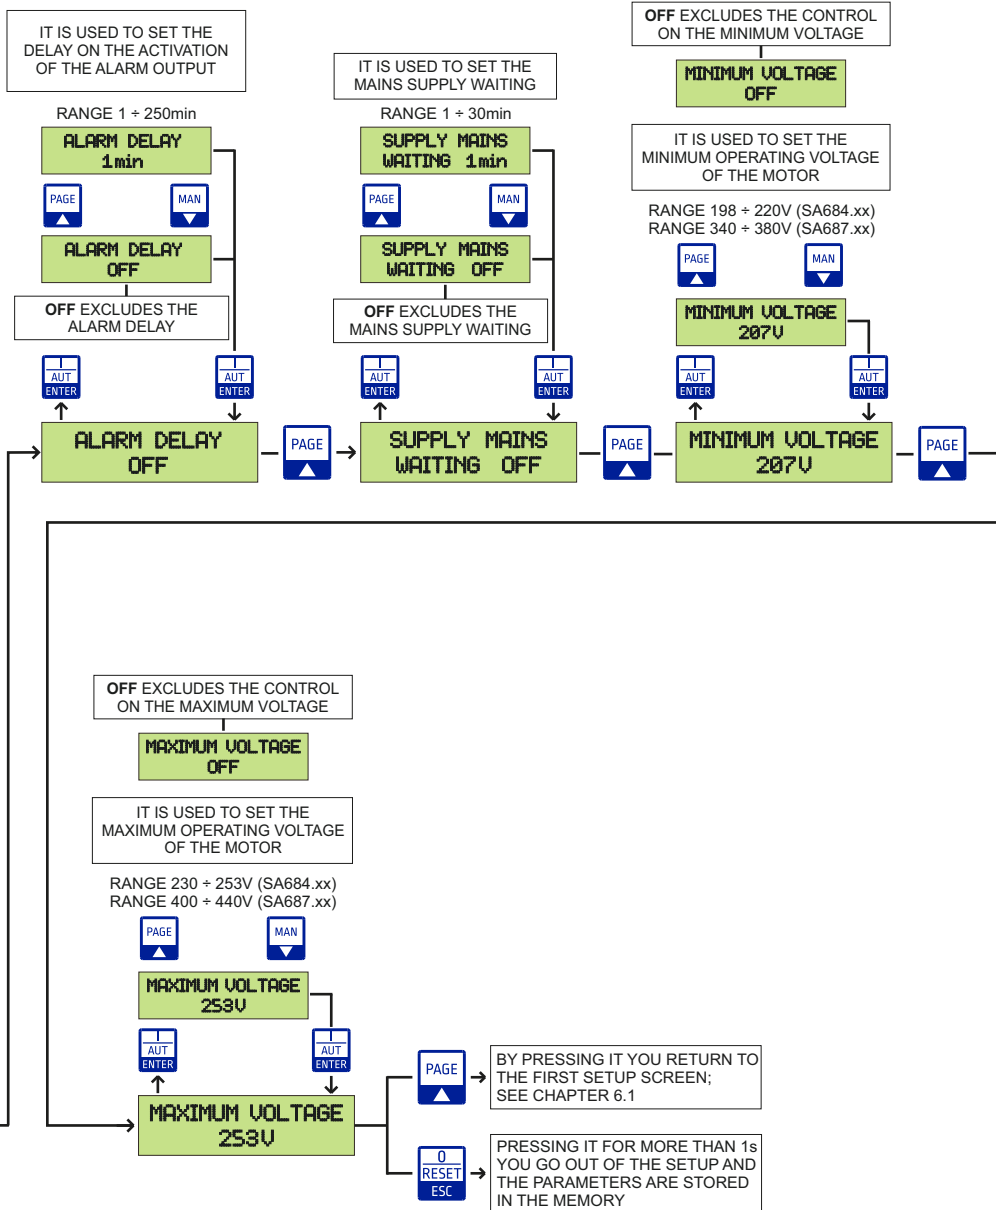 IT IS USED TO SET THE
DELAY ON THE ACTIVATION
OF THE ALARM OUTPUT
RANGE 1 ÷ 250min
ALARM DELAY
1min
PAGE
MAN
ALARM DELAY
OFF
OFF EXCLUDES THE
ALARM DELAY
I
AUT
ENTER
I
AUT
ENTER
ALARM DELAY
OFF
PAGE
IT IS USED TO SET THE
MAINS SUPPLY WAITING
RANGE 1 ÷ 30min
SUPPLY MAINS
WAITING 1min
PAGE
MAN
SUPPLY MAINS
WAITING OFF
OFF EXCLUDES THE
MAINS SUPPLY WAITING
I
AUT
ENTER
I
AUT
ENTER
SUPPLY MAINS
WAITING OFF
PAGE
OFF EXCLUDES THE CONTROL
ON THE MINIMUM VOLTAGE
MINIMUM VOLTAGE
OFF
IT IS USED TO SET THE
MINIMUM OPERATING VOLTAGE
OF THE MOTOR
RANGE 198 ÷ 220V (SA684.xx)
RANGE 340 ÷ 380V (SA687.xx)
PAGE
MAN
MINIMUM VOLTAGE
207V
I
AUT
ENTER
I
AUT
ENTER
MINIMUM VOLTAGE
207V
PAGE
OFF EXCLUDES THE CONTROL
ON THE MAXIMUM VOLTAGE
MAXIMUM VOLTAGE
OFF
IT IS USED TO SET THE
MAXIMUM OPERATING VOLTAGE
OF THE MOTOR
RANGE 230 ÷ 253V (SA684.xx)
RANGE 400 ÷ 440V (SA687.xx)
PAGE
MAN
MAXIMUM VOLTAGE
253V
I
AUT
ENTER
I
AUT
ENTER
MAXIMUM VOLTAGE
253V
PAGE
BY PRESSING IT YOU RETURN TO
THE FIRST SETUP SCREEN;
SEE CHAPTER 6.1
0
RESET
ESC
PRESSING IT FOR MORE THAN 1s
YOU GO OUT OF THE SETUP AND
THE PARAMETERS ARE STORED
IN THE MEMORY